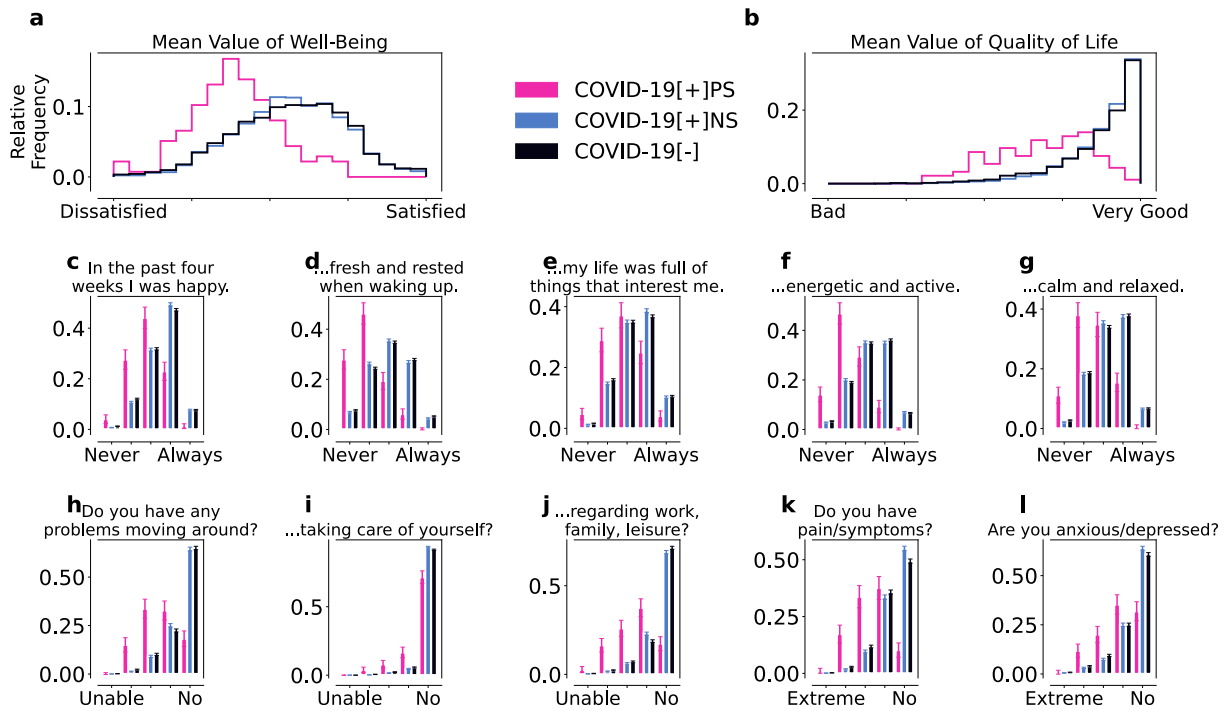 a
Mean Value of Well-Being
Relative
Frequency
0.1
0.0
Dissatisfied
Satisfied
COVID-19[+]PS
COVID-19[+]NS
COVID-19[-]
b
Mean Value of Quality of Life
0.2
0.0
Bad
Very Good
c
In the past four
weeks I was happy.
0.4
0.2
0.0
Never
Always
d
...fresh and rested
when waking up.
0.4
0.2
0.0
Never
Always
e
...my life was full of
things that interest me.
0.4
0.2
0.0
Never
Always
f
...energetic and active.
0.4
0.2
0.0
Never
Always
g
...calm and relaxed.
0.4
0.2
0.0
Never
Always
h
Do you have any
problems moving around?
0.50
0.25
0.00
Unable
No
i
...taking care of yourself?
0.5
0.0
Unable
No
j
...regarding work,
family, leisure?
0.5
0.0
Unable
No
k
Do you have
pain/symptoms?
0.50
0.25
0.00
Extreme
No
l
Are you anxious/depressed?
0.50
0.25
0.00
Extreme
No